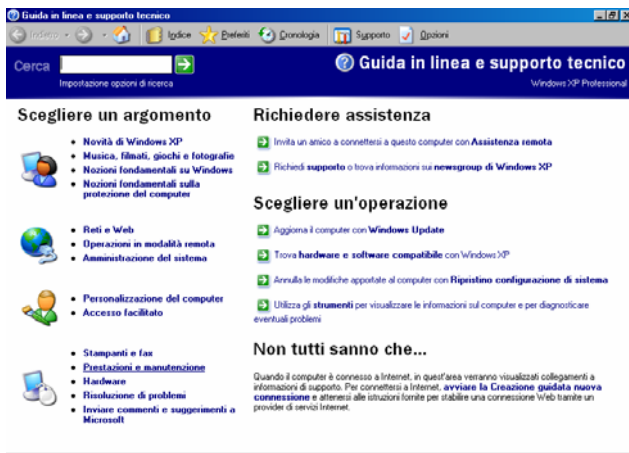 Guida in linea e supporto tecnico
Indietro Indice Preferiti Cronologia Supporto Opzioni
Cerca
Impostazione opzioni di ricerca
Guida in linea e supporto tecnico
Windows XP Professional
Scegliere un argomento
Novità di Windows XP
Musica, filmati, giochi e fotografie
Nozioni fondamentali su Windows
Nozioni fondamentali sulla
protezione del computer
Reti e Web
Operazioni in modalità remota
Amministrazione del sistema
Personalizzazione del computer
Accesso facilitato
Stampanti e fax
Prestazioni e manutenzione
Hardware
Risoluzione di problemi
Inviare commenti e suggerimenti a
Microsoft
Richiedere assistenza
Invita un amico a connettersi a questo computer con Assistenza remota
Richiedi supporto o trova informazioni sui newsgroup di Windows XP
Scegliere un'operazione
Aggiorna il computer con Windows Update
Trova hardware e software compatibile con Windows XP
Annulla le modifiche apportate al computer con Ripristino configurazione di sistema
Utilizza gli strumenti per visualizzare le informazioni sul computer e per diagnosticare
eventuali problemi
Non tutti sanno che...
Quando il computer è connesso a Internet, in quest'area verranno visualizzati collegamenti a
informazioni di supporto. Per connettersi a Internet, avviare la Creazione guidata nuova
connessione e attenersi alle istruzioni fornite per stabilire una connessione Web tramite un
provider di servizi Internet.